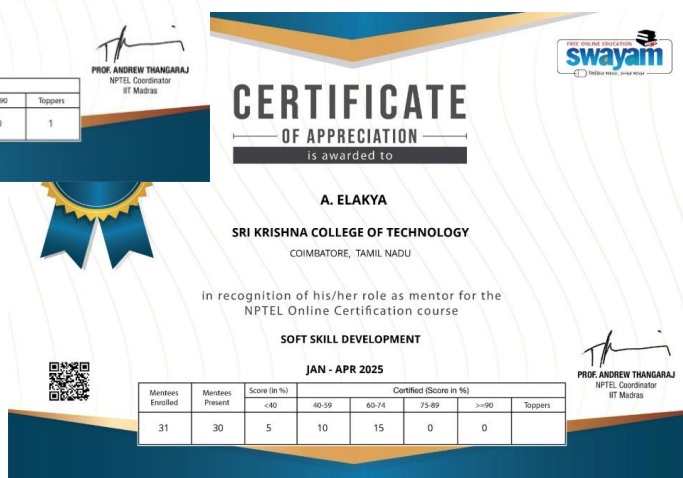 PROF. ANDREW THANGARAJ
NPTEL Coordinator
IIT Madras
90 Toppers
1
FREE ONLINE EDUCATION
swayam
CERTIFICATE
OF APPRECIATION
is awarded to
A. ELAKYA
SRI KRISHNA COLLEGE OF TECHNOLOGY
COIMBATORE, TAMIL NADU
in recognition of his/her role as mentor for the
NPTEL Online Certification course
SOFT SKILL DEVELOPMENT
JAN - APR 2025
Mentees Enrolled Mentees Present Score (in %) Certified (Score in %)
<40 40-59 60-74 75-89 >=90 Toppers
31 30 5 10 15 0 0
PROF. ANDREW THANGARAJ
NPTEL Coordinator
IIT Madras